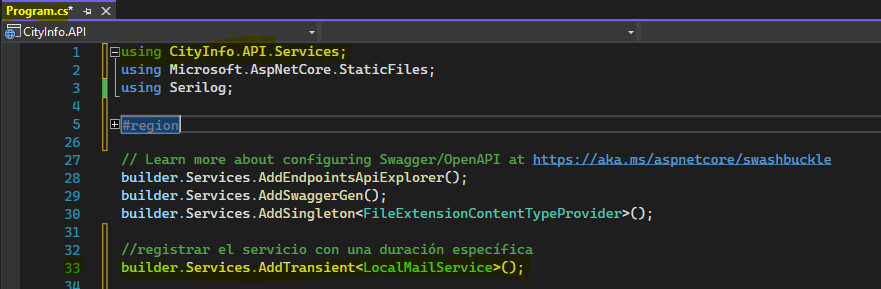 Program.cs*
CityInfo.API
1 using CityInfo.API.Services;
2 using Microsoft.AspNetCore.StaticFiles;
3 using Serilog;
4
5 #region
26
27 // Learn more about configuring Swagger/OpenAPI at https://aka.ms/aspnetcore/swashbuckle
28 builder.Services.AddEndpointsApiExplorer();
29 builder.Services.AddSwaggerGen();
30 builder.Services.AddSingleton<FileExtensionContentTypeProvider>();
31
32 //registrar el servicio con una duración específica
33 builder.Services.AddTransient<LocalMailService>();
34